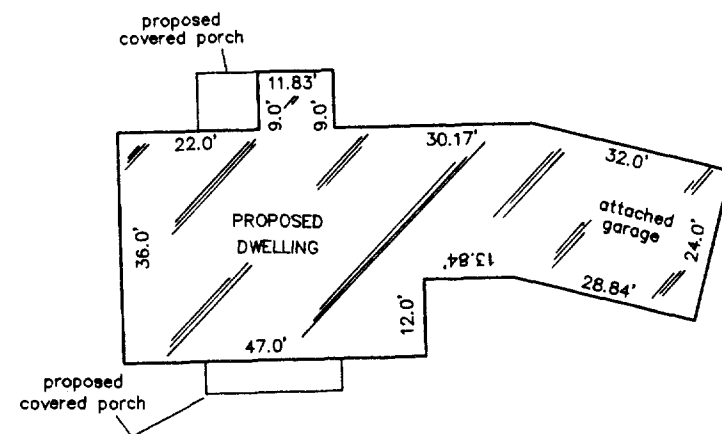 proposed
covered porch
11.83'
9.0'
9.0'
22.0'
30.17'
32.0'
PROPOSED
DWELLING
attached
garage
36.0'
24.0'
13.84'
28.84'
12.0'
47.0'
proposed
covered porch